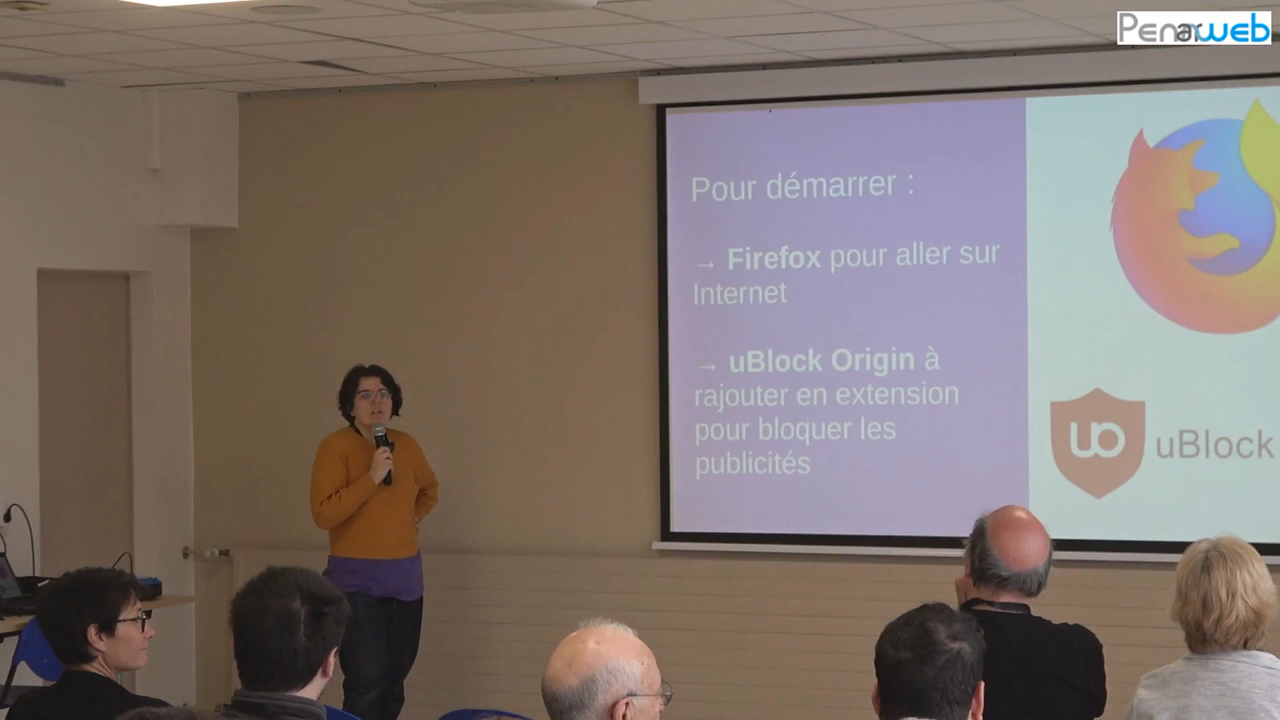 Penarweb
Pour démarrer :
→ Firefox pour aller sur
Internet
→ uBlock Origin à
rajouter en extension
pour bloquer les
publicités
uBlock